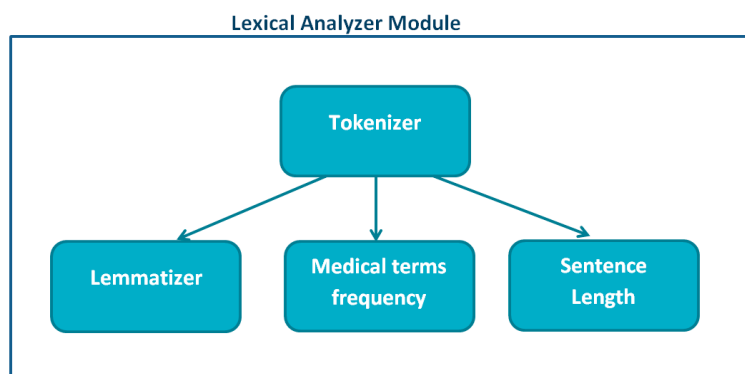 Lexical Analyzer Module
Tokenizer
Lemmatizer
Medical terms
frequency
Sentence
Length